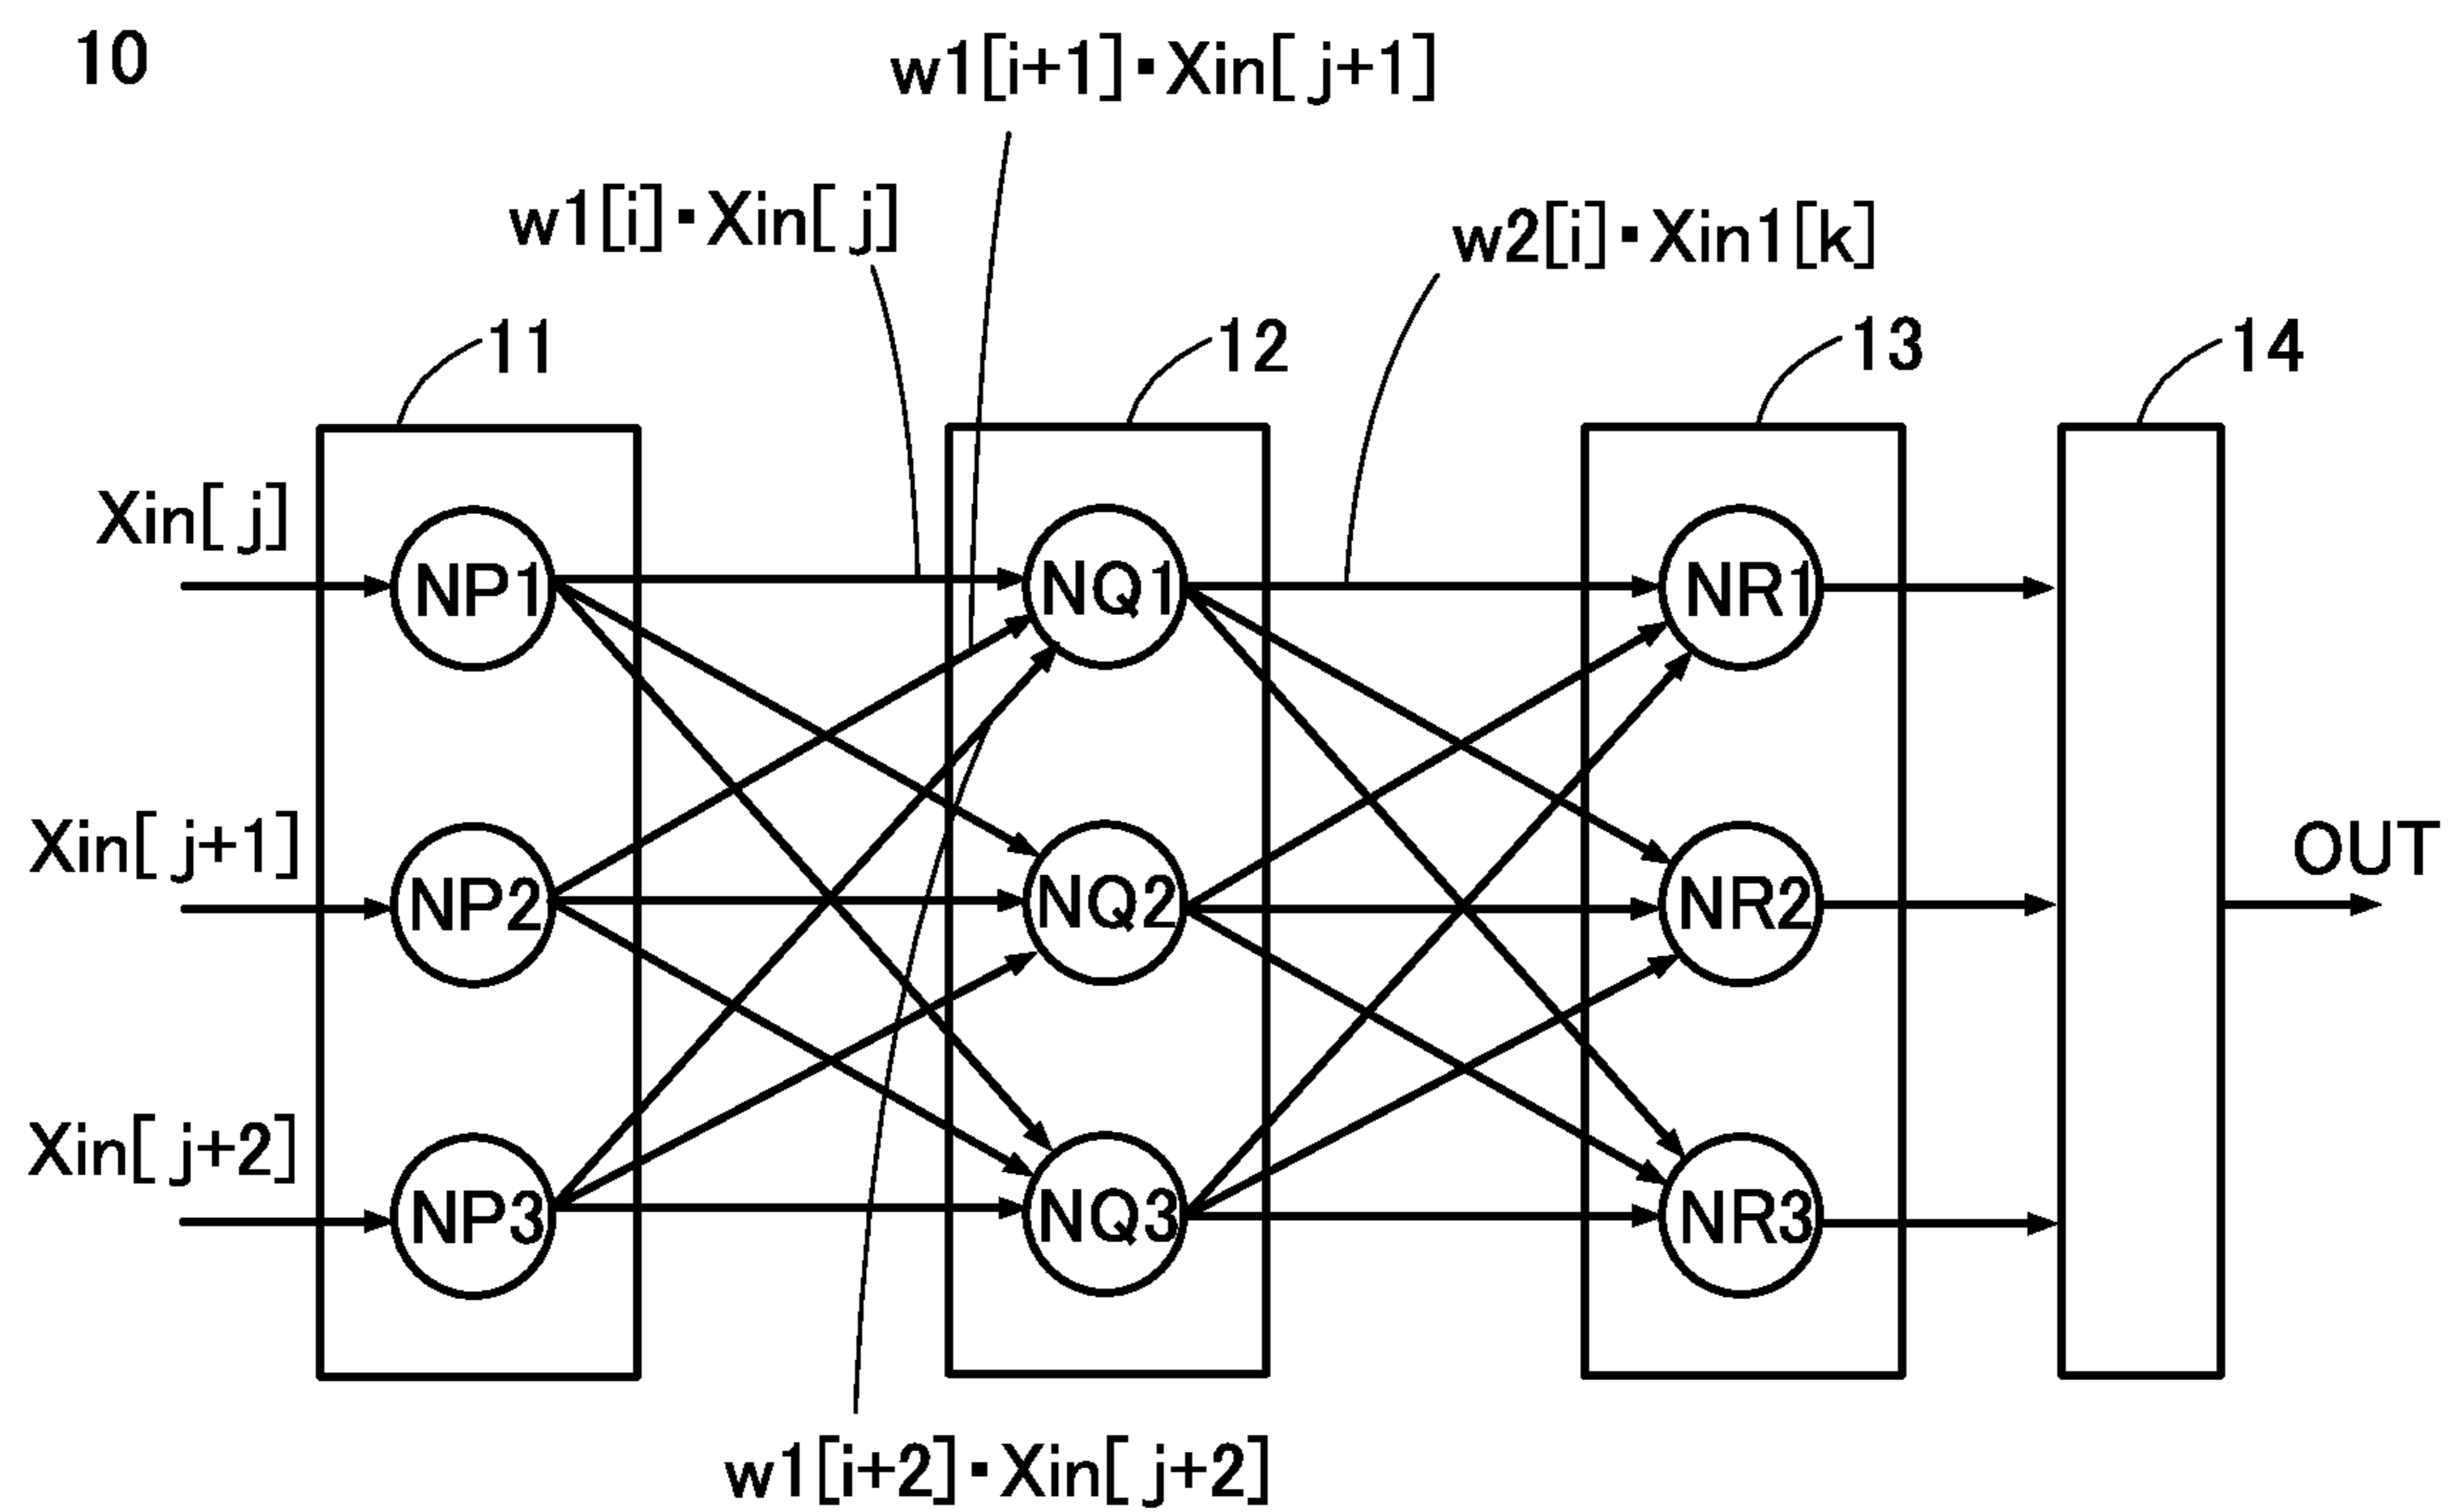 10
w1[i+1]▪Xin[ j+1]
w1[i]▪Xin[ j]
w2[i]▪Xin1[k]
11
12
13
14
Xin[ j]
NP1
NQ1
NR1
Xin[ j+1]
OUT
NP2
NQ2
NR2
Xin[ j+2]
NP3
NQ3
NR3
w1[i+2]▪Xin[ j+2]